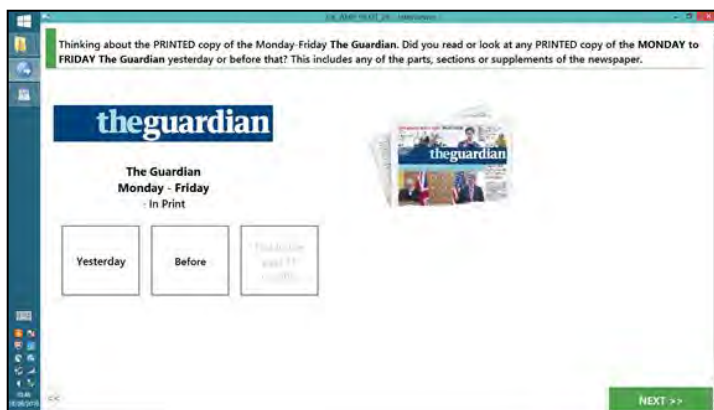 Thinking about the PRINTED copy of the Monday-Friday The Guardian. Did you read or look at any PRINTED copy of the MONDAY to
FRIDAY The Guardian yesterday or before that? This includes any of the parts, sections or supplements of the newspaper.
theguardian
theguardian
The Guardian
Monday - Friday
- In Print
Yesterday
Before
<<
NEXT >>